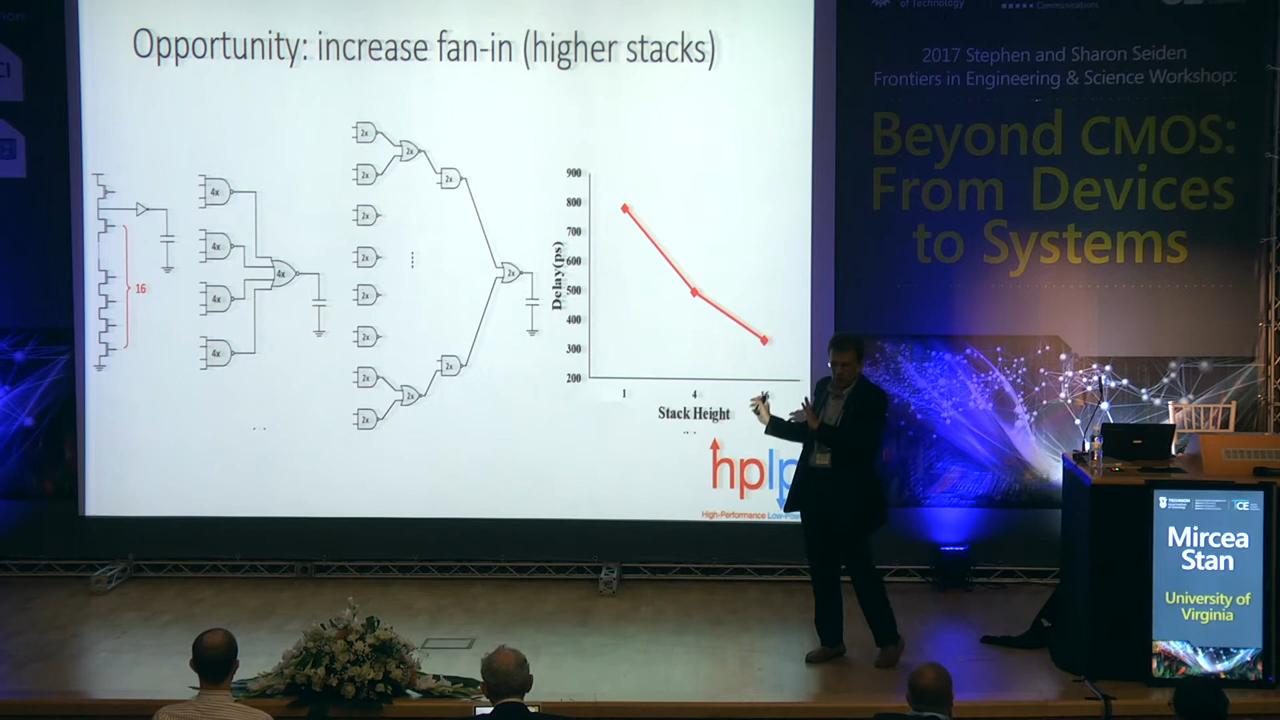 Opportunity: increase fan-in (higher stacks)
16
4x
4x
4x
4x
4x
2x
2x
2x
2x
2x
2x
2x
2x
2x
2x
2x
2x
2x
Delay(ps)
900
800
700
600
500
400
300
200
1
4
Stack Height
hplp
High-Performance
of Technology
Communications
2017 Stephen and Sharon Seiden
Frontiers in Engineering & Science Workshop:
Beyond CMOS:
From Devices
to Systems
TECHNION
CE
Mircea
Stan
University of
Virginia